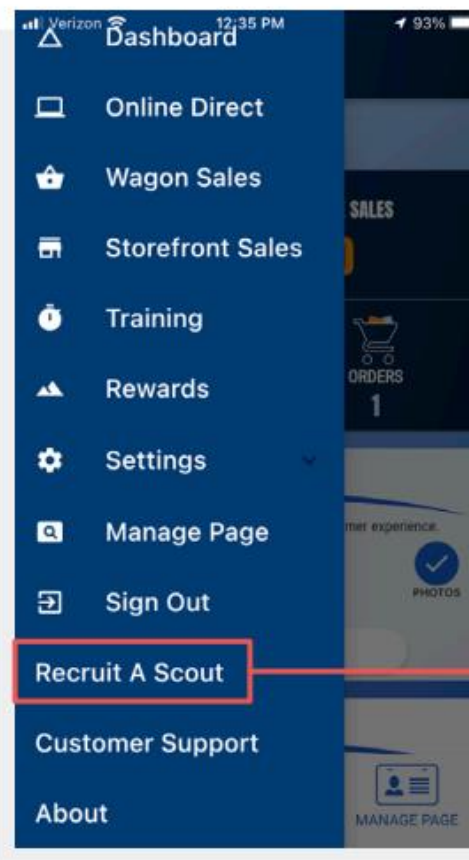 Verizon 12:35 PM 93%
Dashboard
Online Direct
Wagon Sales
SALES
Storefront Sales
Training
ORDERS
Rewards
1
Settings
Manage Page
mer experience.
PHOTOS
Sign Out
Recruit A Scout
Customer Support
About
MANAGE PAGE